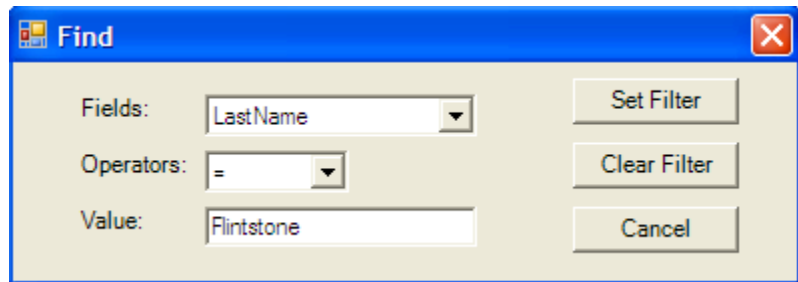 Find
Fields: LastName Set Filter
Operators: = Clear Filter
Value: Flintstone Cancel